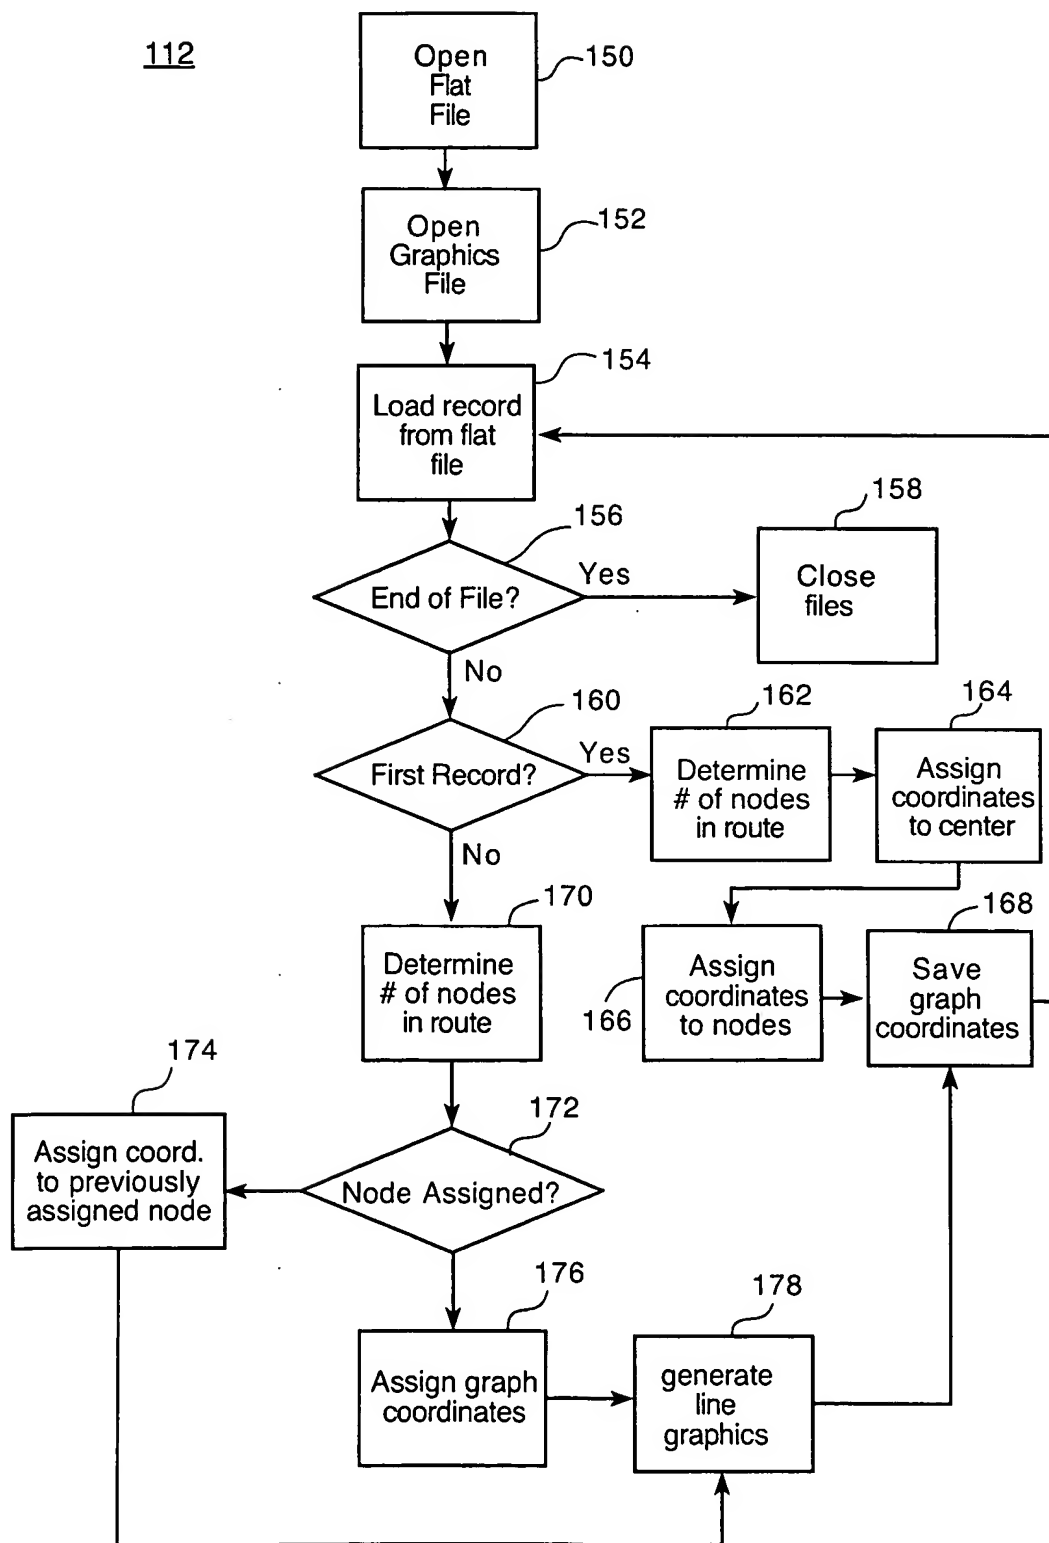 112
Open
Flat
File
150
Open
Graphics
File
152
Load record
from flat
file
154
End of File?
156
Yes
Close
files
158
No
First Record?
160
Yes
Determine
# of nodes
in route
162
Assign
coordinates
to center
164
No
Assign
coordinates
to nodes
166
Save
graph
coordinates
168
Determine
# of nodes
in route
170
Node Assigned?
172
Assign coord.
to previously
assigned node
174
Assign graph
coordinates
176
generate
line
graphics
178